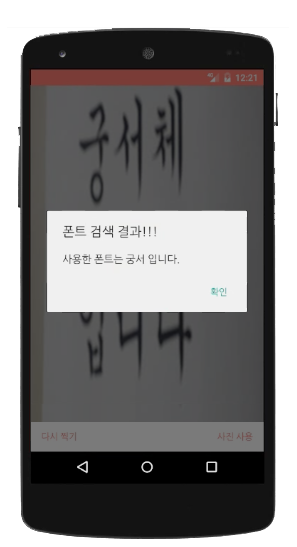 12:21
궁서체
폰트 검색 결과!!!
사용한 폰트는 궁서 입니다.
확인
입니다.
다시 찍기
사진 사용